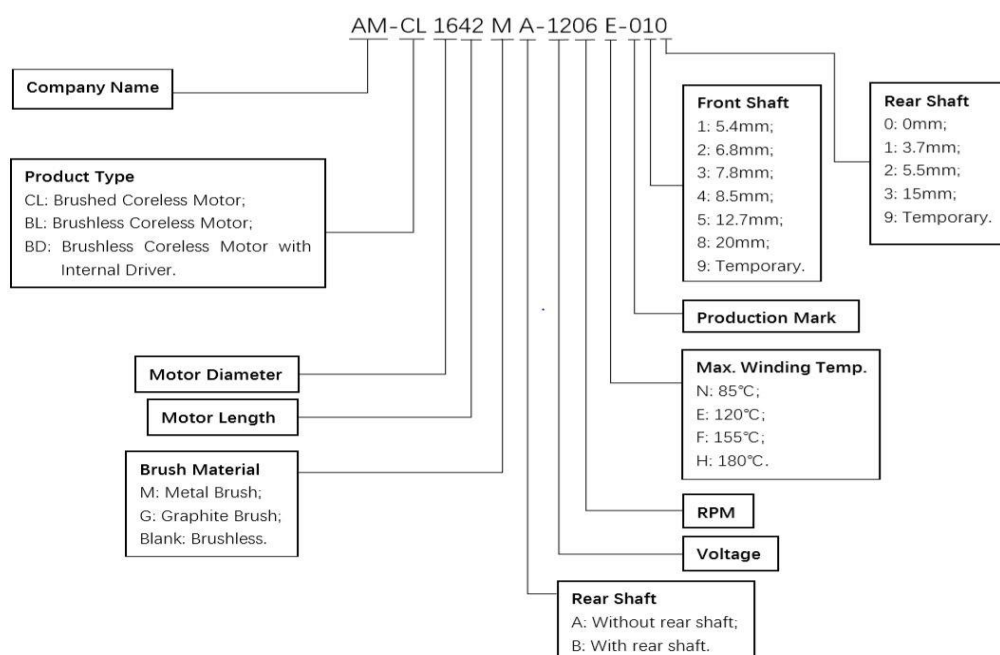 AM-CL 1642 M A-1206 E-010
Company Name
Product Type
CL: Brushed Coreless Motor;
BL: Brushless Coreless Motor;
BD: Brushless Coreless Motor with
Internal Driver.
Motor Diameter
Motor Length
Brush Material
M: Metal Brush;
G: Graphite Brush;
Blank: Brushless.
Front Shaft
1: 5.4mm;
2: 6.8mm;
3: 7.8mm;
4: 8.5mm;
5: 12.7mm;
8: 20mm;
9: Temporary.
Rear Shaft
0: 0mm;
1: 3.7mm;
2: 5.5mm;
3: 15mm;
9: Temporary.
Production Mark
Max. Winding Temp.
N: 85℃;
E: 120℃;
F: 155℃;
H: 180℃.
RPM
Voltage
Rear Shaft
A: Without rear shaft;
B: With rear shaft.